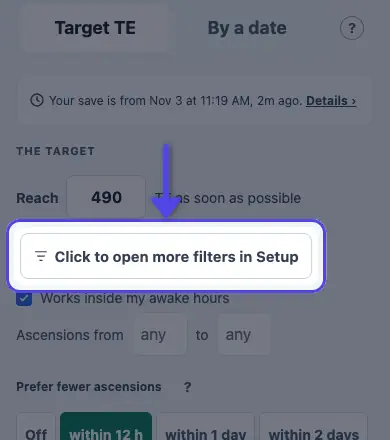 Target TE
By a date
?
Your save is from Nov 3 at 11:19 AM, 2m ago. Details ›
THE TARGET
Reach 490 as soon as possible
Click to open more filters in Setup
Works inside my awake hours
Ascensions from any to any
Prefer fewer ascensions ?
Off within 12 h within 1 day within 2 days